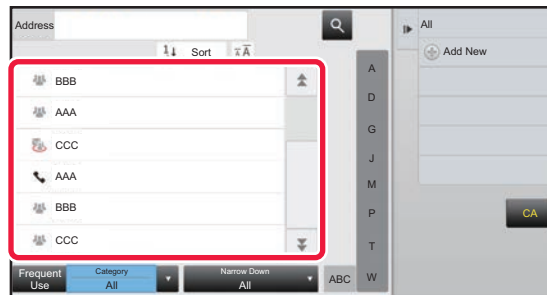 Address
All
Sort
Add New
BBB
AAA
CCC
AAA
BBB
CCC
A
D
G
J
M
P
T
W
CA
Frequent Use
Category
All
Narrow Down
All
ABC